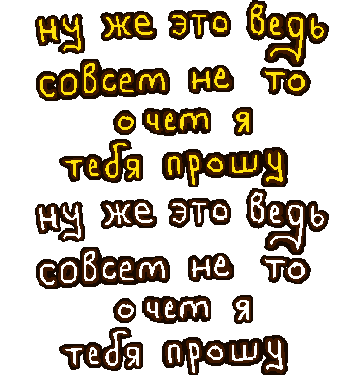 ну же это ведь
совсем не то
о чем я
тебя прошу
ну же это ведь
совсем не то
о чем я
тебя прошу